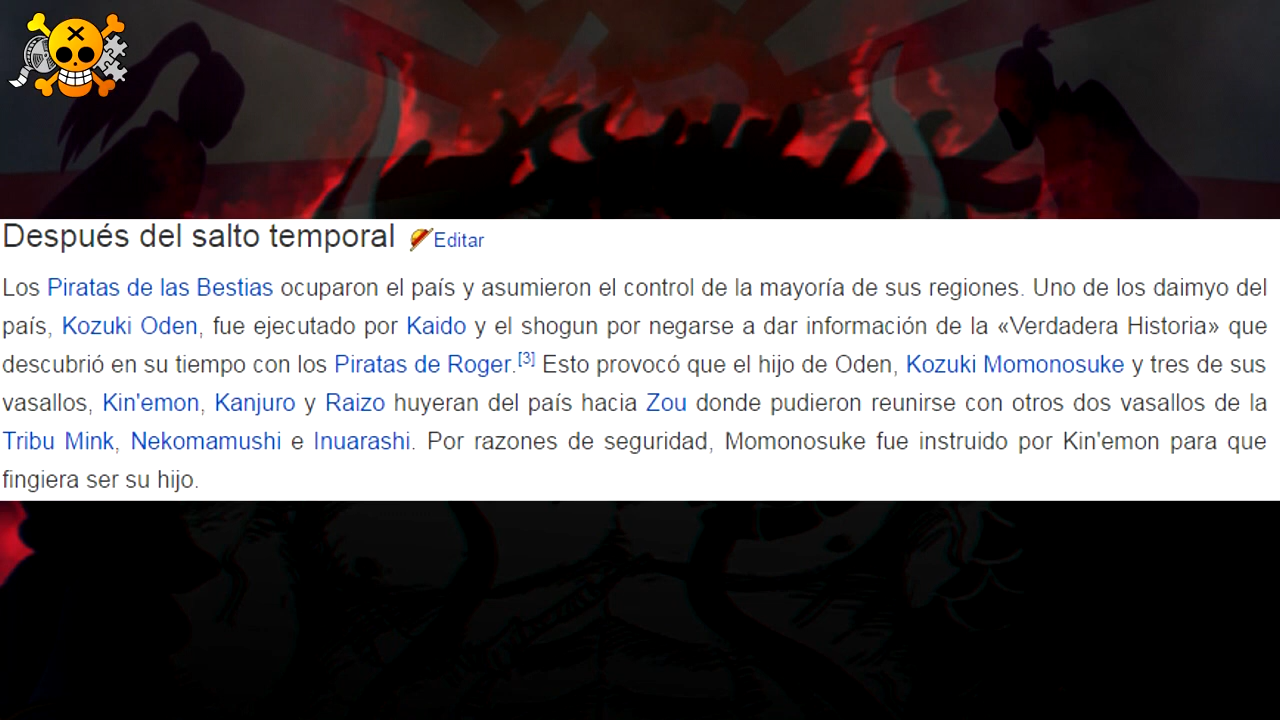 Después del salto temporal Editar
Los Piratas de las Bestias ocuparon el país y asumieron el control de la mayoría de sus regiones. Uno de los daimyo del
país, Kozuki Oden, fue ejecutado por Kaido y el shogun por negarse a dar información de la «Verdadera Historia» que
descubrió en su tiempo con los Piratas de Roger.[3] Esto provocó que el hijo de Oden, Kozuki Momonosuke y tres de sus
vasallos, Kin'emon, Kanjuro y Raizo huyeran del país hacia Zou donde pudieron reunirse con otros dos vasallos de la
Tribu Mink, Nekomamushi e Inuarashi. Por razones de seguridad, Momonosuke fue instruido por Kin'emon para que
fingiera ser su hijo.